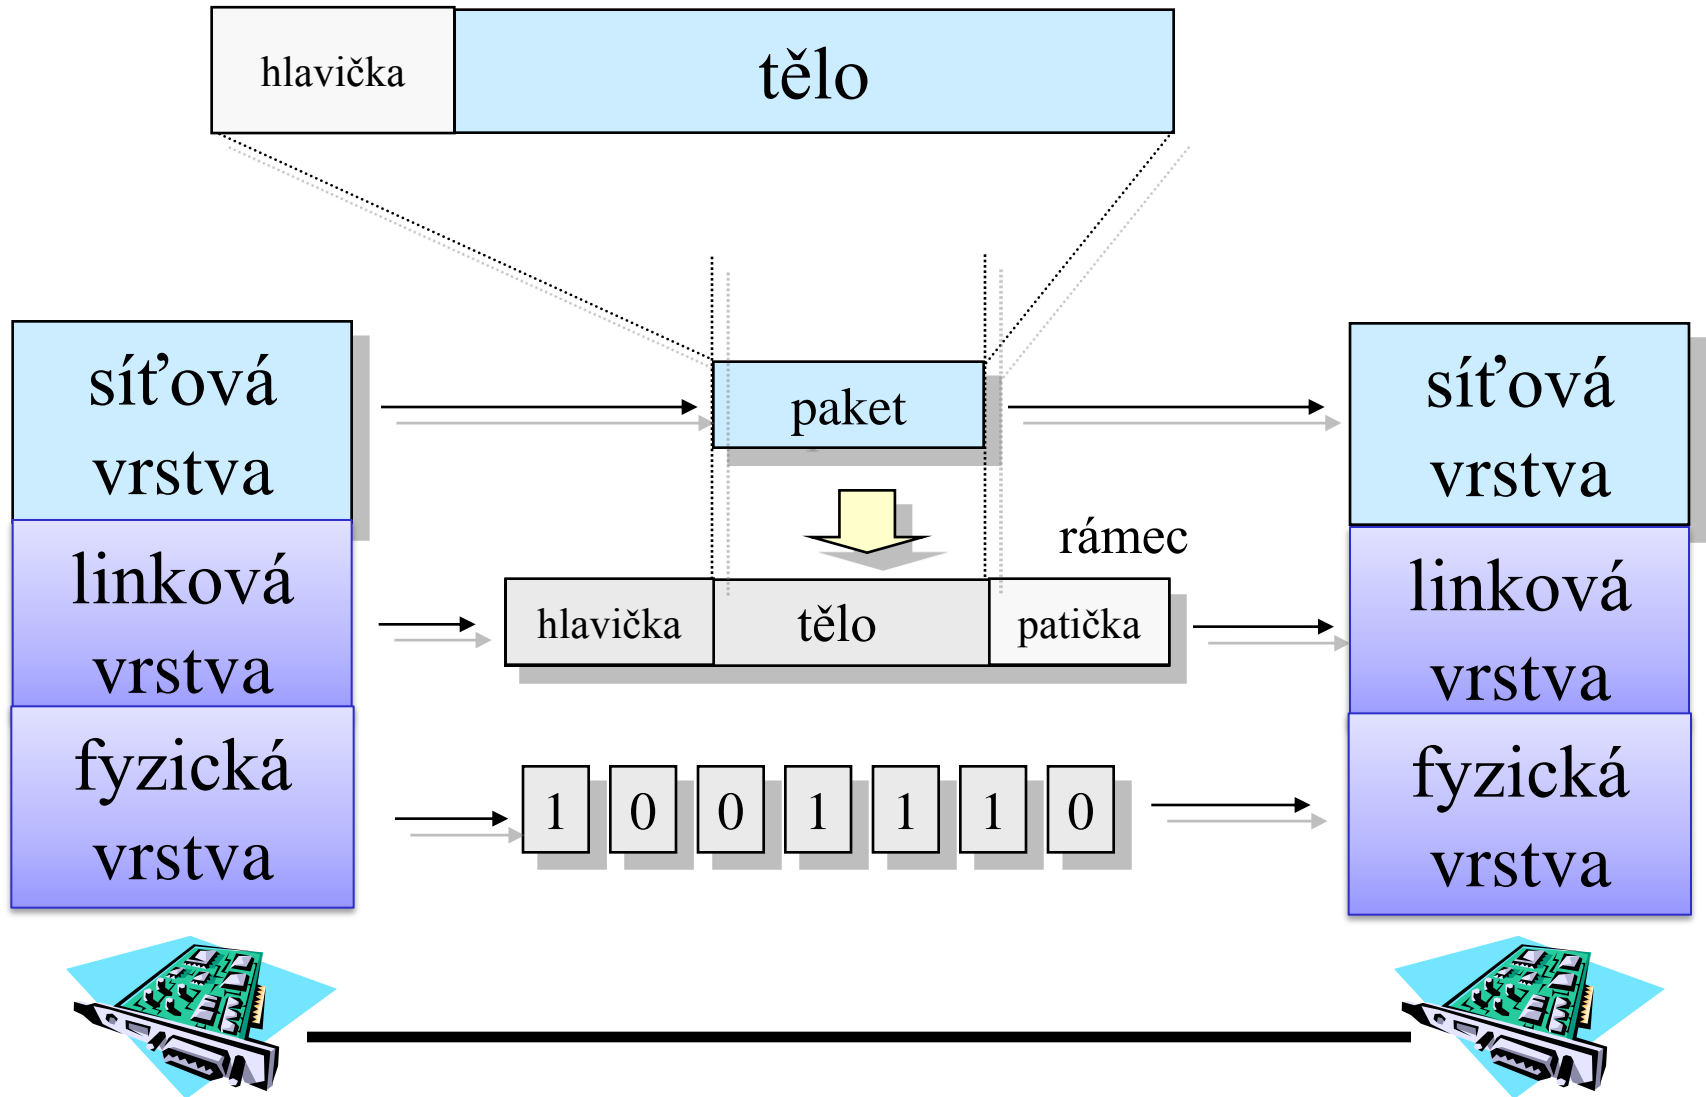 hlavička
tělo
síťová
vrstva
paket
síťová
vrstva
rámec
linková
vrstva
hlavička
tělo
patička
linková
vrstva
fyzická
vrstva
1 0 0 1 1 1 0
fyzická
vrstva